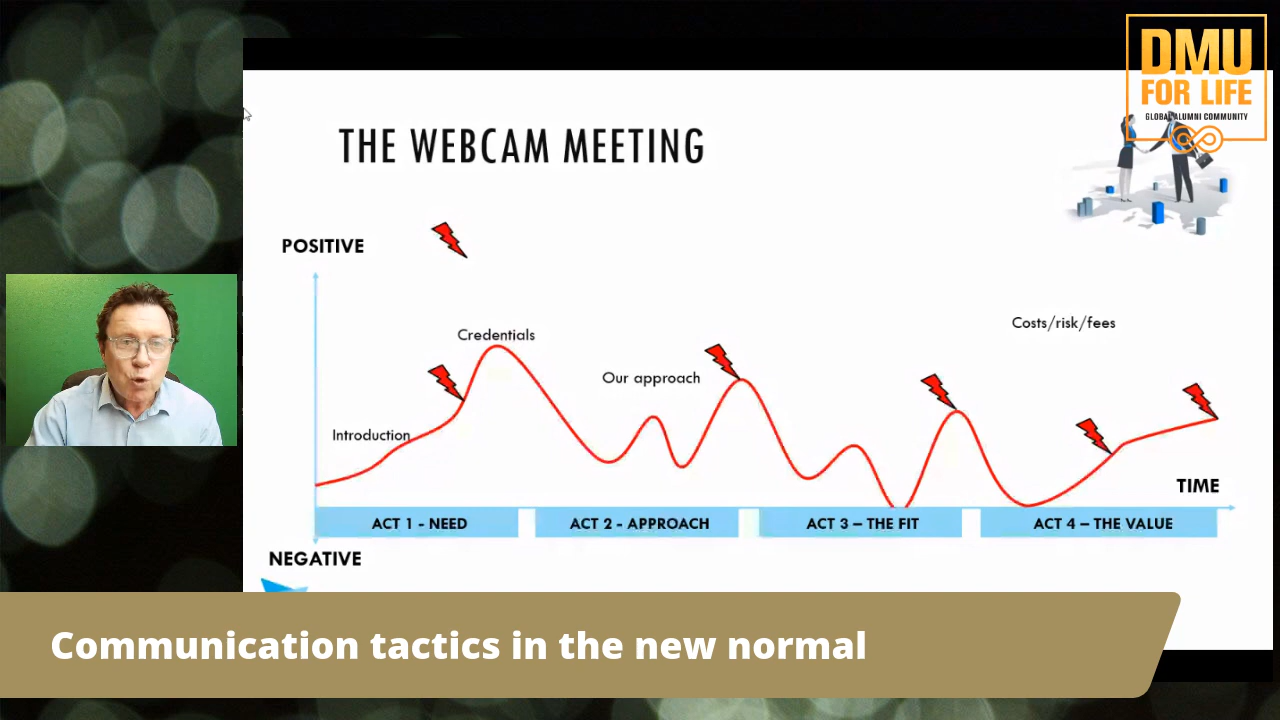 DMU
FOR LIFE
GLOBAL ALUMNI COMMUNITY
THE WEBCAM MEETING
POSITIVE
Costs/risk/fees
Credentials
Our approach
Introduction
TIME
ACT 1 - NEED
ACT 2 - APPROACH
ACT 3 – THE FIT
ACT 4 – THE VALUE
NEGATIVE
Communication tactics in the new normal